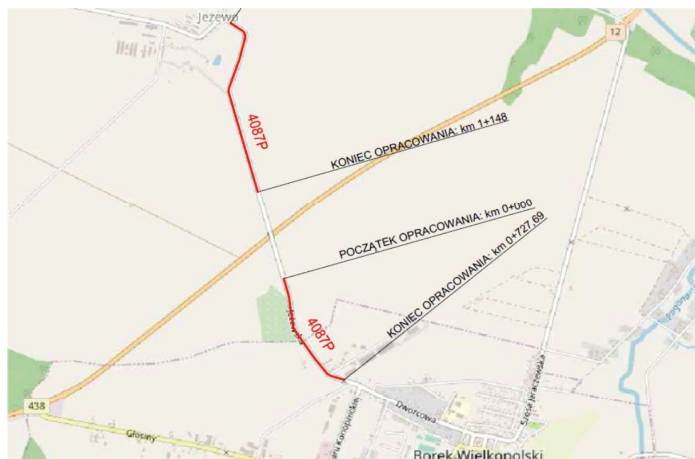 Jeżewo
12
4087P
KONIEC OPRACOWANIA: km 1+148
POCZĄTEK OPRACOWANIA: km 0+000
KONIEC OPRACOWANIA: km 0+727.69
4087P
438
Głociny
Dworcowa
Borek Wielkopolski